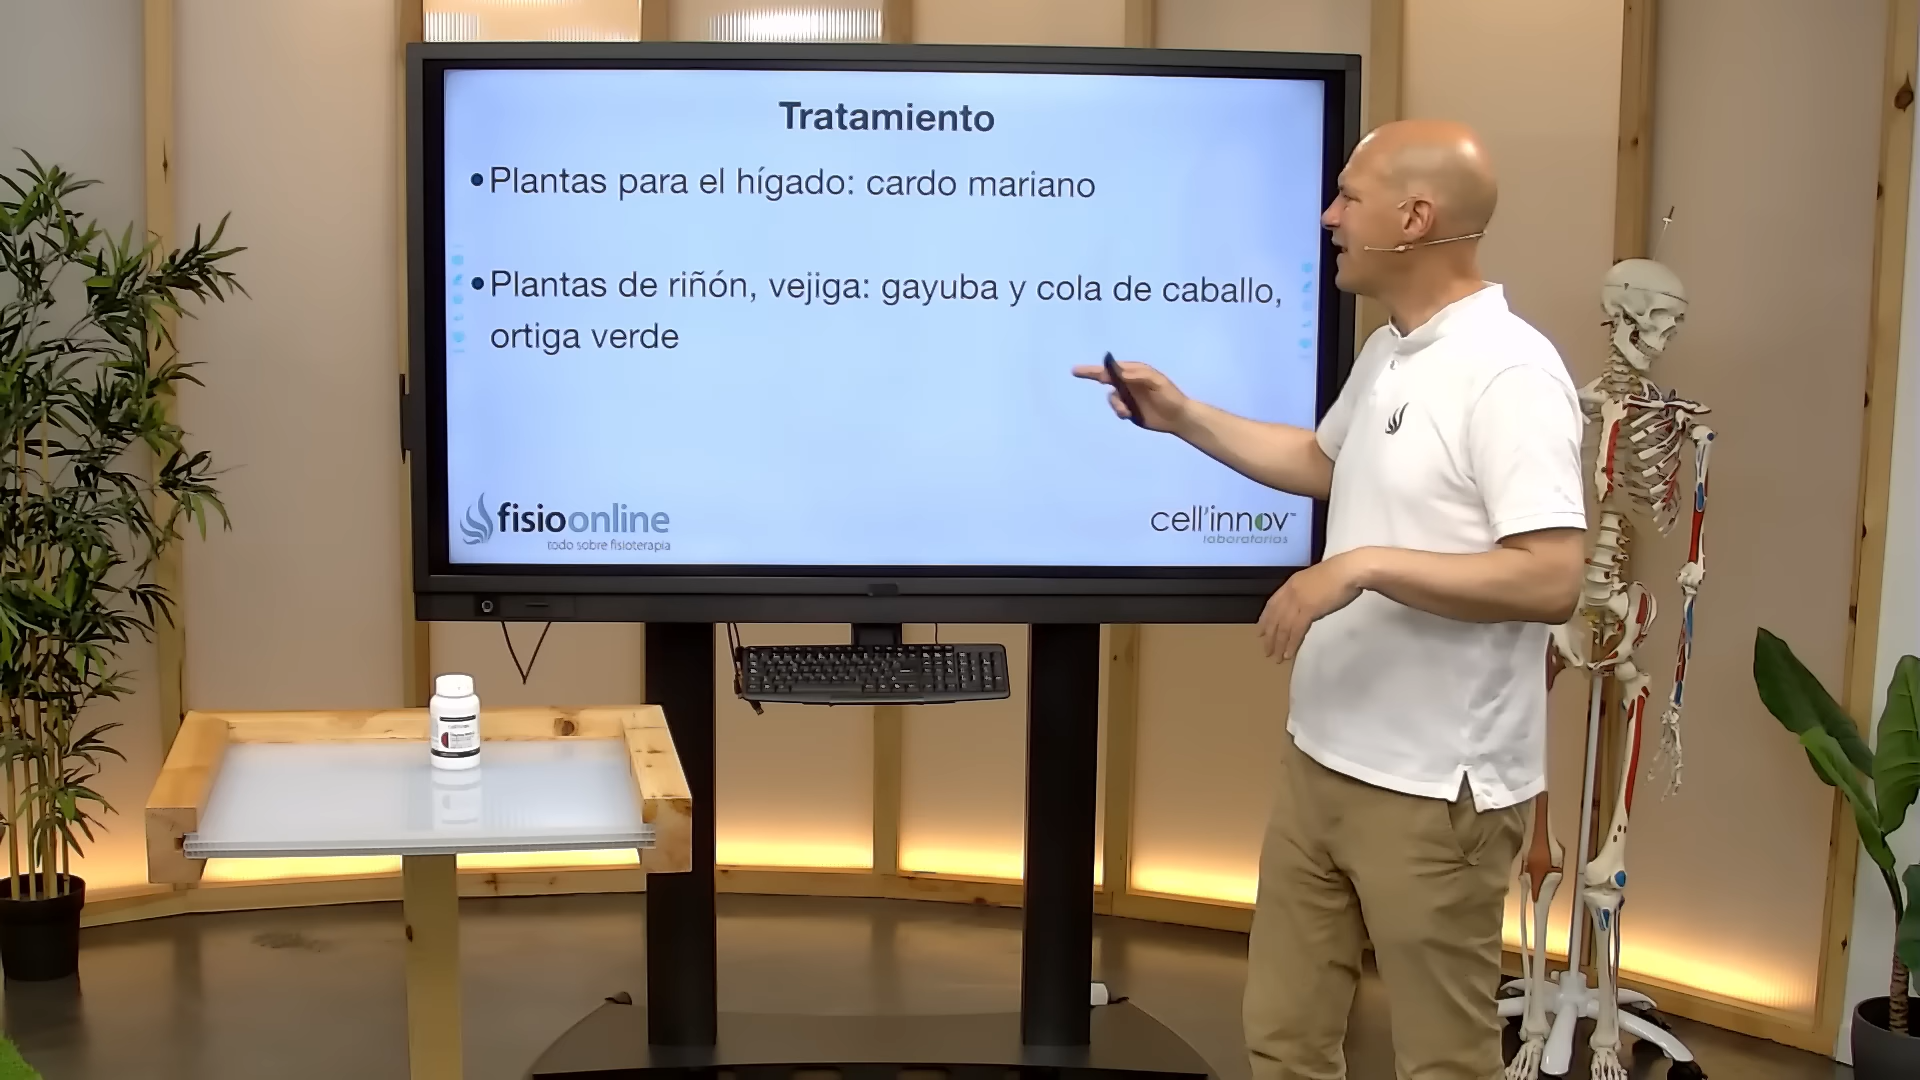 Tratamiento
•Plantas para el hígado: cardo mariano
•Plantas de riñón, vejiga: gayuba y cola de caballo,
ortiga verde
fisioonline
todo sobre fisioterapia
cell'innov™
laboratorios